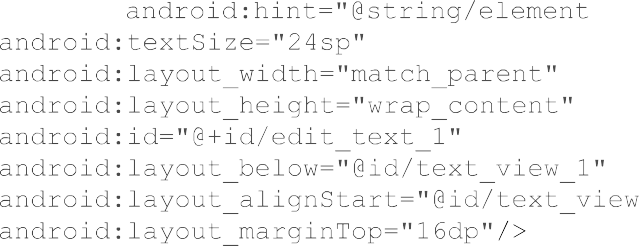 android:hint="@string/element
android:textSize="24sp"
android:layout_width="match_parent"
android:layout_height="wrap_content"
android:id="@+id/edit_text_1"
android:layout_below="@id/text_view_1"
android:layout_alignStart="@id/text_view
android:layout_marginTop="16dp"/>